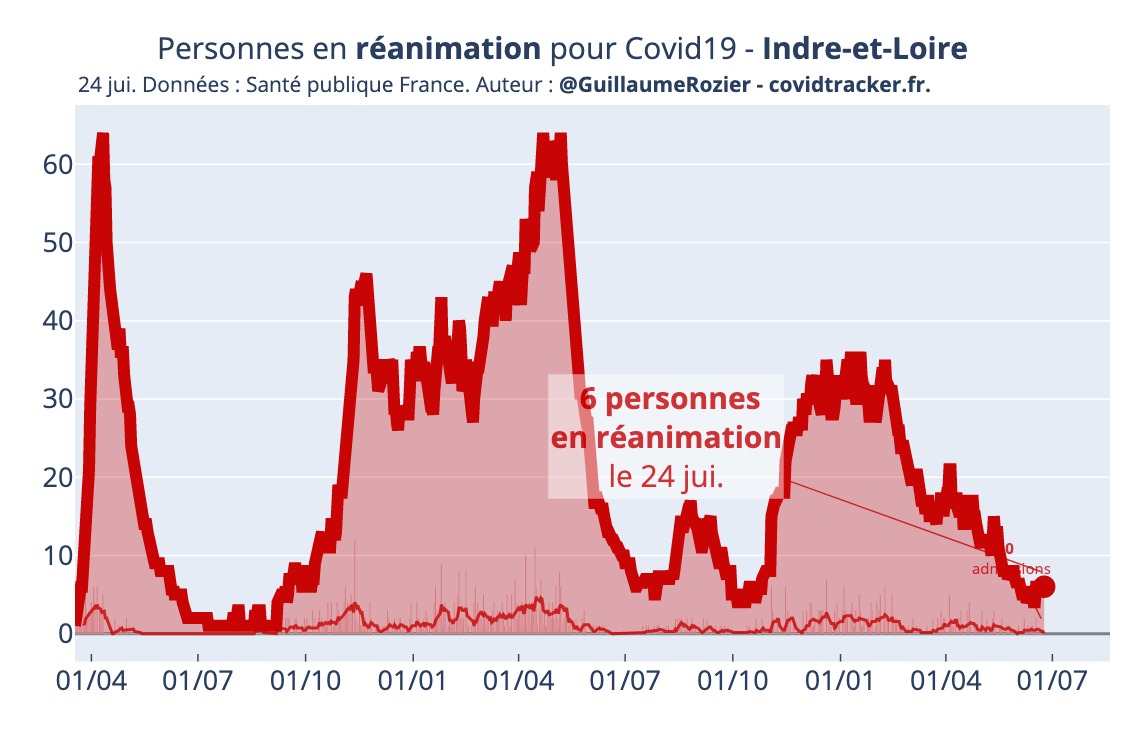 Personnes en réanimation pour Covid19 - Indre-et-Loire
24 jui. Données : Santé publique France. Auteur : @GuillaumeRozier - covidtracker.fr.
60
50
40
30
20
10
0
6 personnes
en réanimation
le 24 jui.
0
01/04 01/07 01/10 01/01 01/04 01/07 01/10 01/01 01/04 01/07